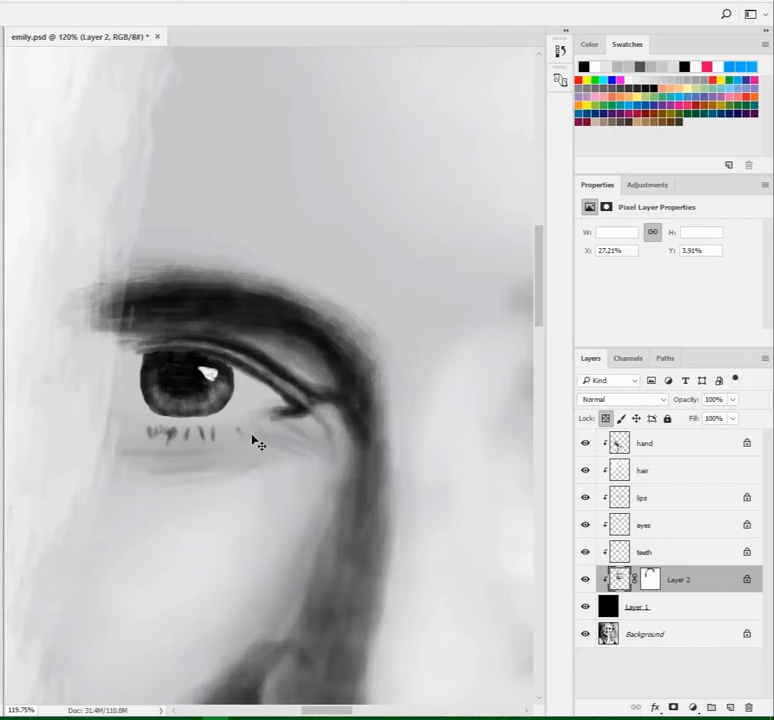 emily.psd @ 120% (Layer 2, RGB/8#) * ×
Color Swatches
Properties Adjustments
Pixel Layer Properties
W: H:
X: 27.21% Y: 3.91%
Layers Channels Paths
Kind
Normal Opacity: 100%
Lock: Fill: 100%
hand
hair
lips
eyes
teeth
Layer 2
Layer 1
Background
fx
119.75% Doc: 31.4M/110.8M